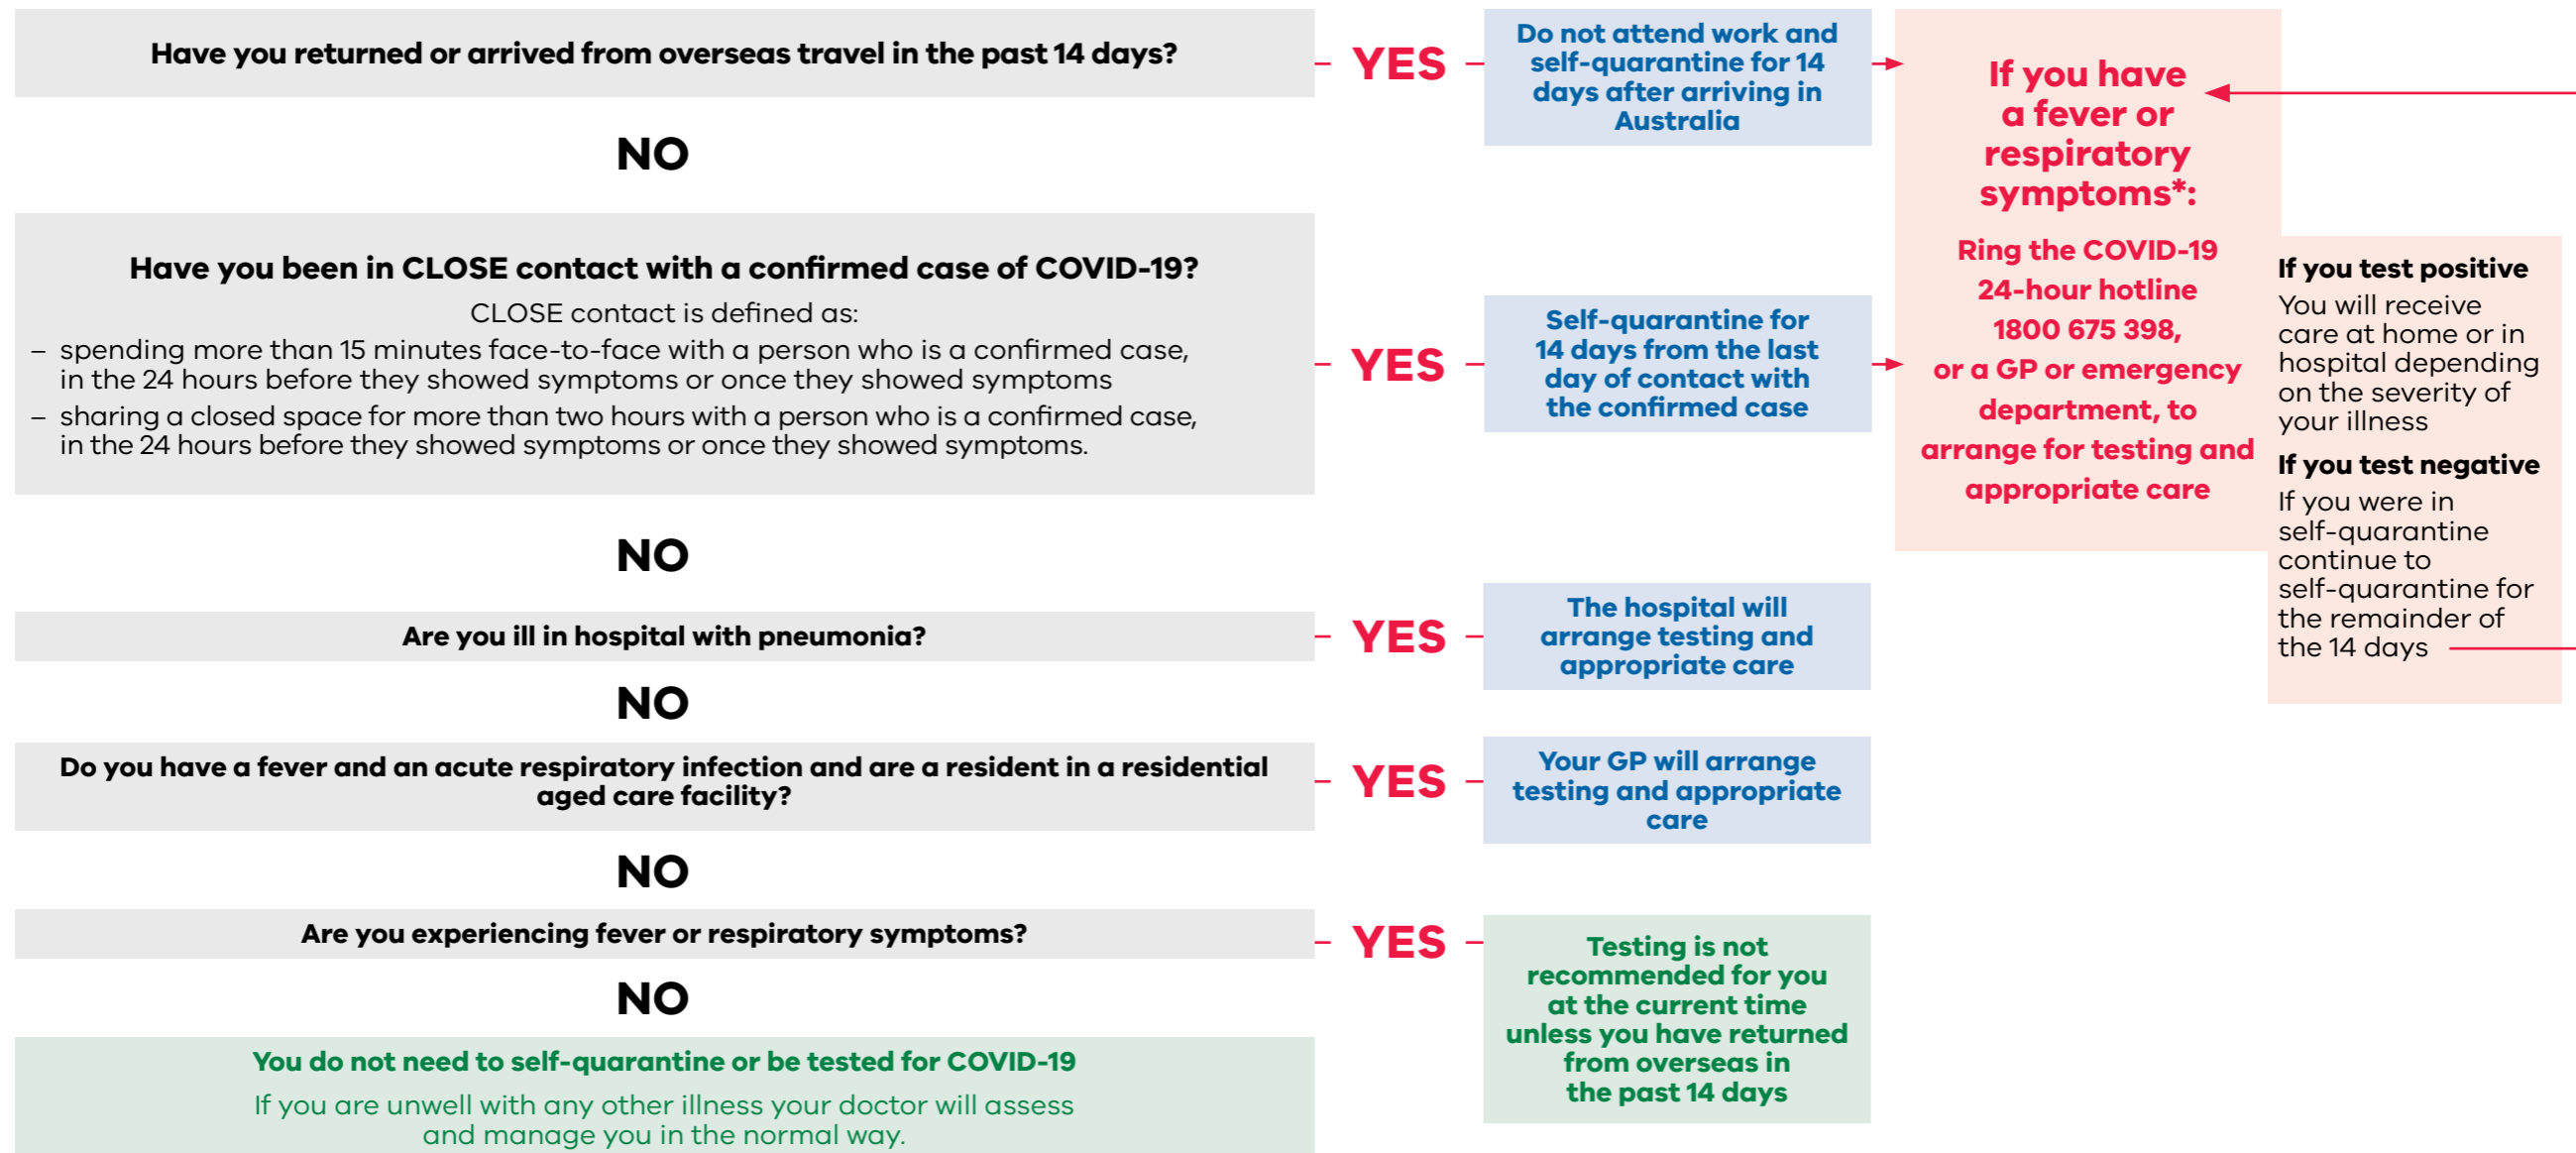 Have you returned or arrived from overseas travel in the past 14 days?
YES
Do not attend work and
self-quarantine for 14
days after arriving in
Australia
If you have
a fever or
respiratory
symptoms*:
Ring the COVID-19
24-hour hotline
1800 675 398,
or a GP or emergency
department, to
arrange for testing and
appropriate care
If you test positive
You will receive
care at home or in
hospital depending
on the severity of
your illness
If you test negative
If you were in
self-quarantine
continue to
self-quarantine for
the remainder of
the 14 days
NO
Have you been in CLOSE contact with a confirmed case of COVID-19?
CLOSE contact is defined as:
– spending more than 15 minutes face-to-face with a person who is a confirmed case,
in the 24 hours before they showed symptoms or once they showed symptoms
– sharing a closed space for more than two hours with a person who is a confirmed case,
in the 24 hours before they showed symptoms or once they showed symptoms.
YES
Self-quarantine for
14 days from the last
day of contact with
the confirmed case
NO
Are you ill in hospital with pneumonia?
YES
The hospital will
arrange testing and
appropriate care
NO
Do you have a fever and an acute respiratory infection and are a resident in a residential
aged care facility?
YES
Your GP will arrange
testing and appropriate
care
NO
Are you experiencing fever or respiratory symptoms?
YES
Testing is not
recommended for you
at the current time
unless you have returned
from overseas in
the past 14 days
NO
You do not need to self-quarantine or be tested for COVID-19
If you are unwell with any other illness your doctor will assess
and manage you in the normal way.